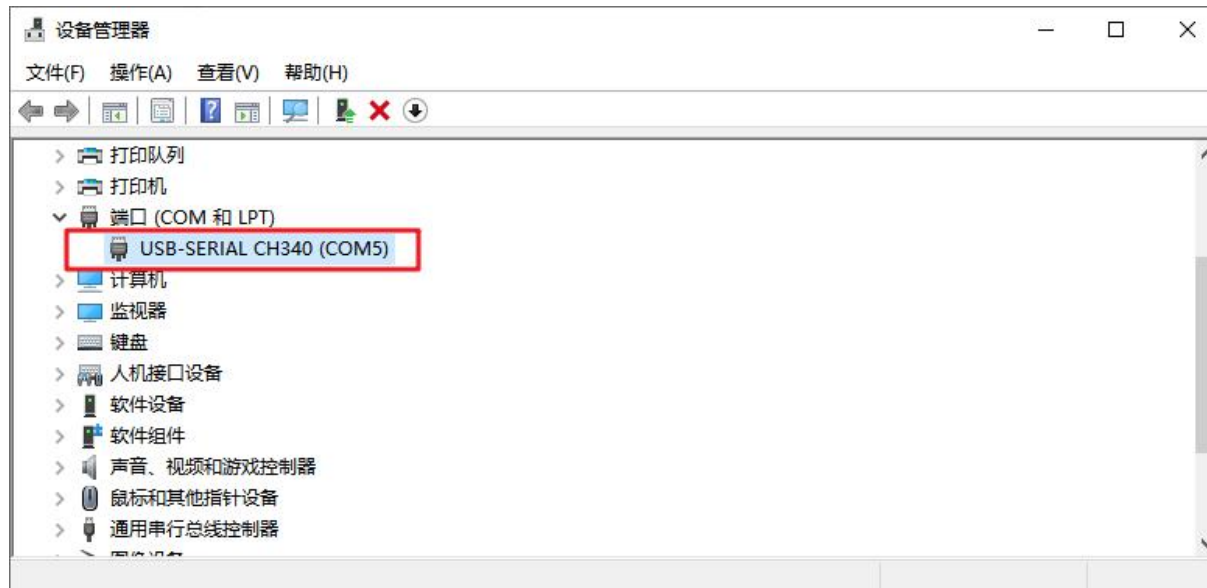 设备管理器
文件(F) 操作(A) 查看(V) 帮助(H)
打印队列
打印机
端口 (COM 和 LPT)
USB-SERIAL CH340 (COM5)
计算机
监视器
键盘
人机接口设备
软件设备
软件组件
声音、视频和游戏控制器
鼠标和其他指针设备
通用串行总线控制器